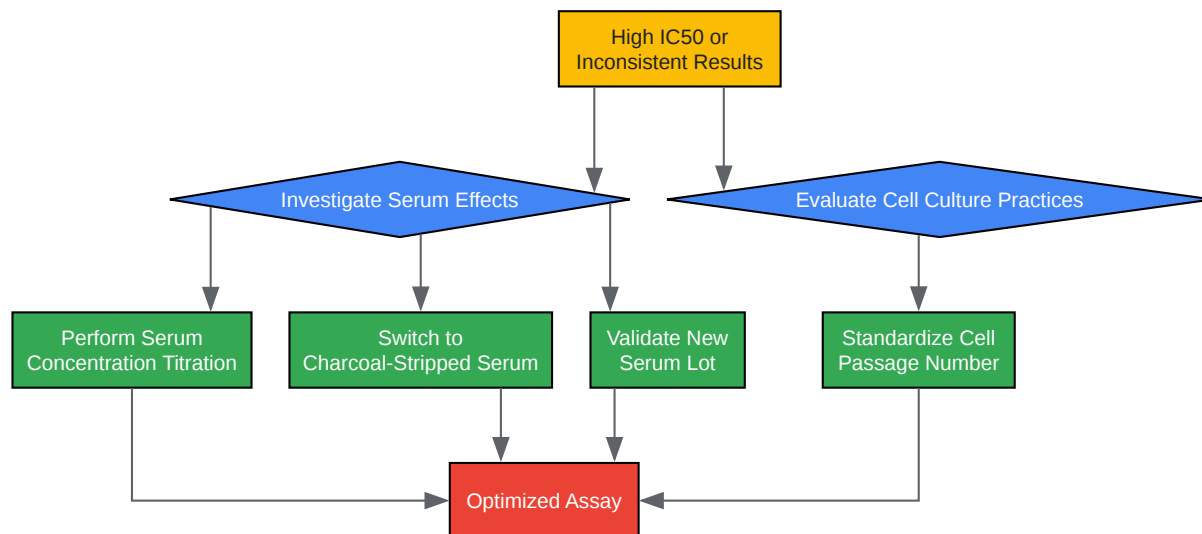 High IC50 or
Inconsistent Results
Investigate Serum Effects
Evaluate Cell Culture Practices
Perform Serum
Concentration Titration
Switch to
Charcoal-Stripped Serum
Validate New
Serum Lot
Standardize Cell
Passage Number
Optimized Assay